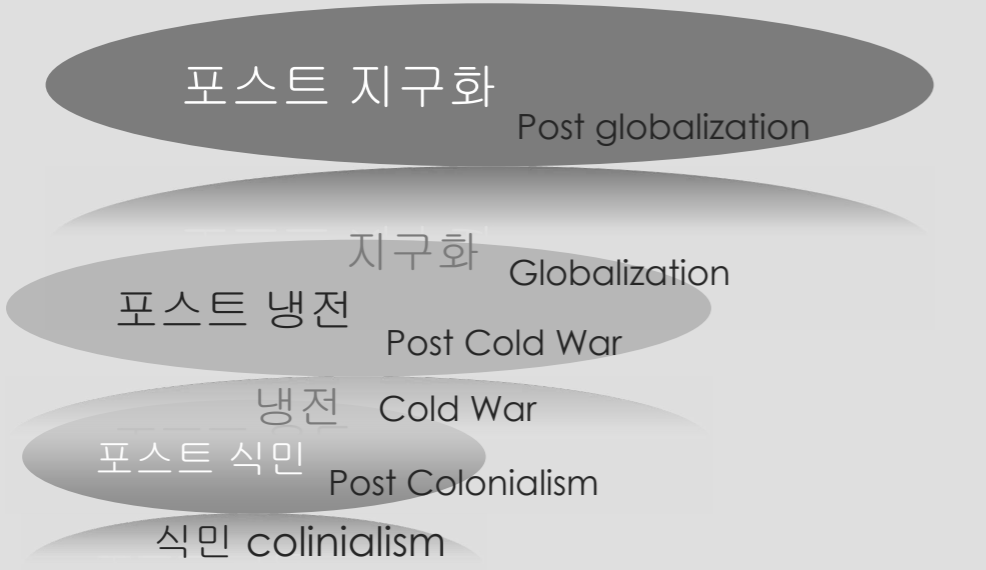 포스트 지구화
Post globalization
지구화
Globalization
포스트 냉전
Post Cold War
냉전 Cold War
포스트 식민
Post Colonialism
식민 colinialism